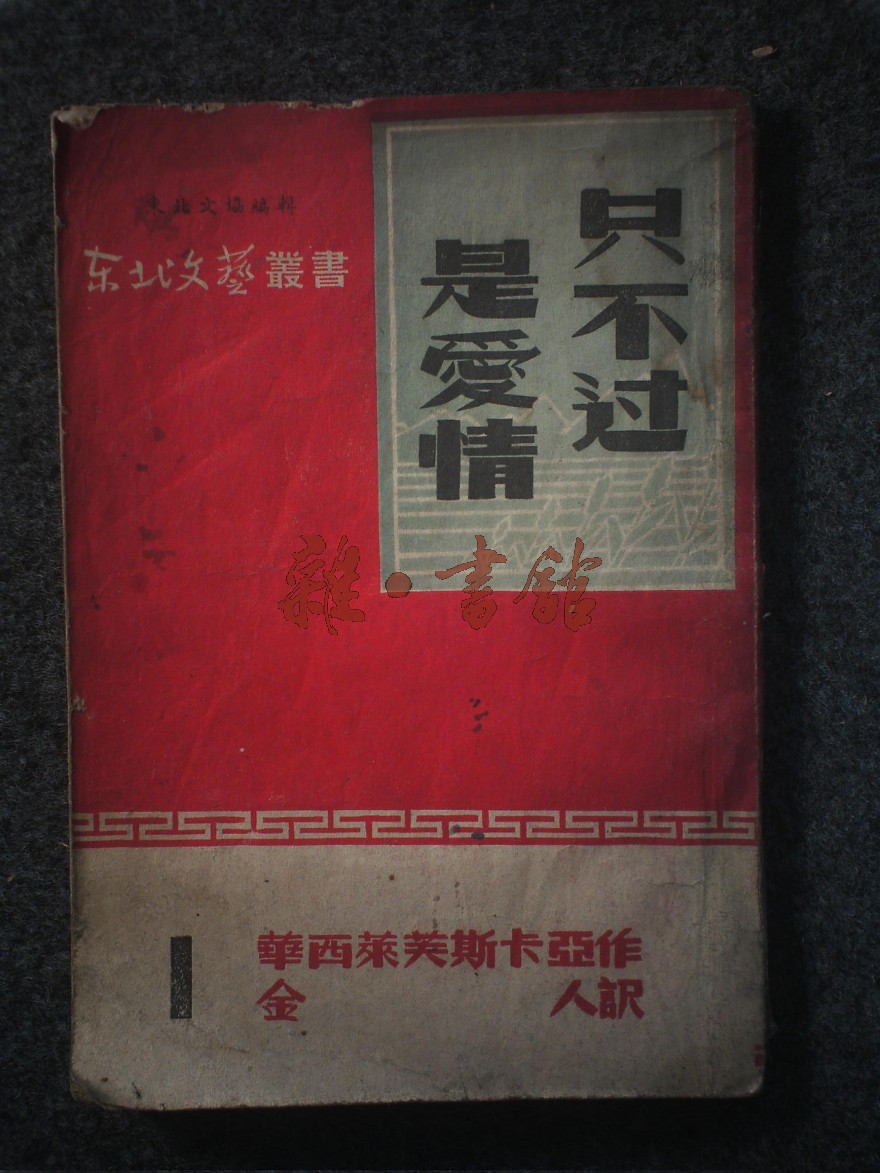 東北文協編輯
东北文藝叢書
只不过
是愛情
雜·書館
1
華西萊芙斯卡亞作
金人訳